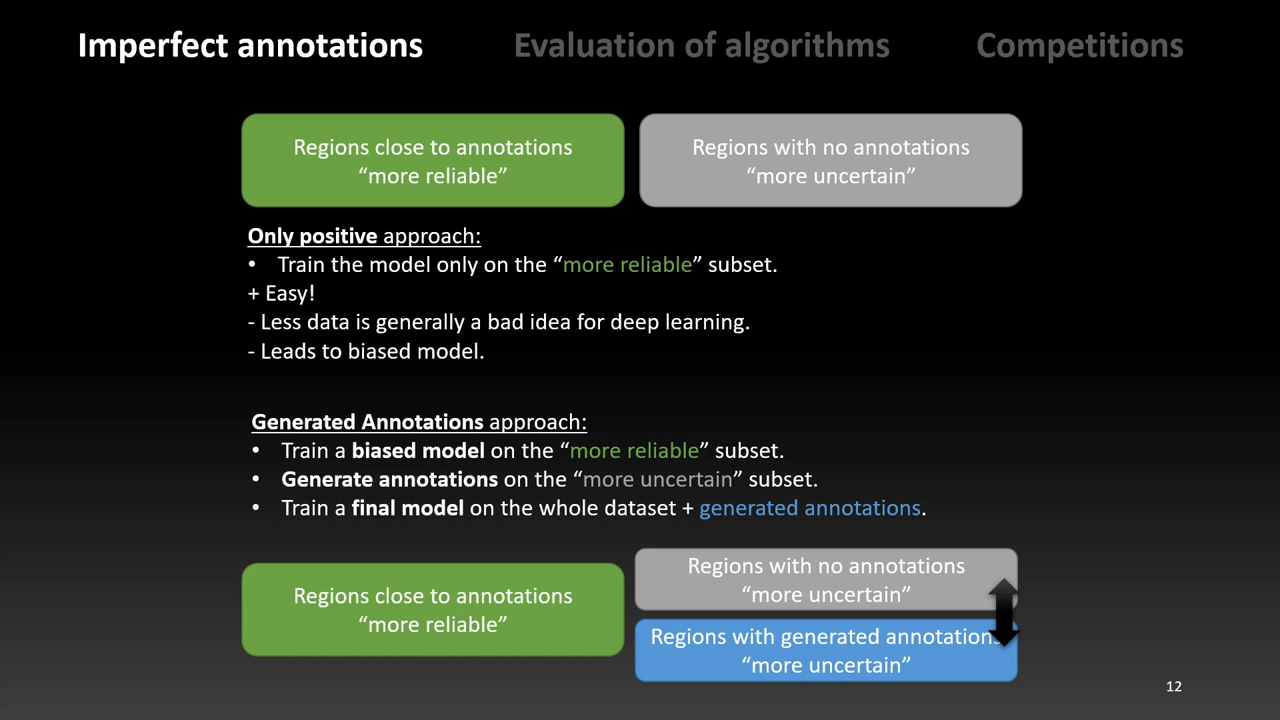 Imperfect annotations
Evaluation of algorithms
Competitions
Regions close to annotations
“more reliable”
Regions with no annotations
“more uncertain”
Only positive approach:
• Train the model only on the “more reliable” subset.
+ Easy!
- Less data is generally a bad idea for deep learning.
- Leads to biased model.
Generated Annotations approach:
• Train a biased model on the “more reliable” subset.
• Generate annotations on the “more uncertain” subset.
• Train a final model on the whole dataset + generated annotations.
Regions close to annotations
“more reliable”
Regions with no annotations
“more uncertain”
Regions with generated annotations
“more uncertain”
12